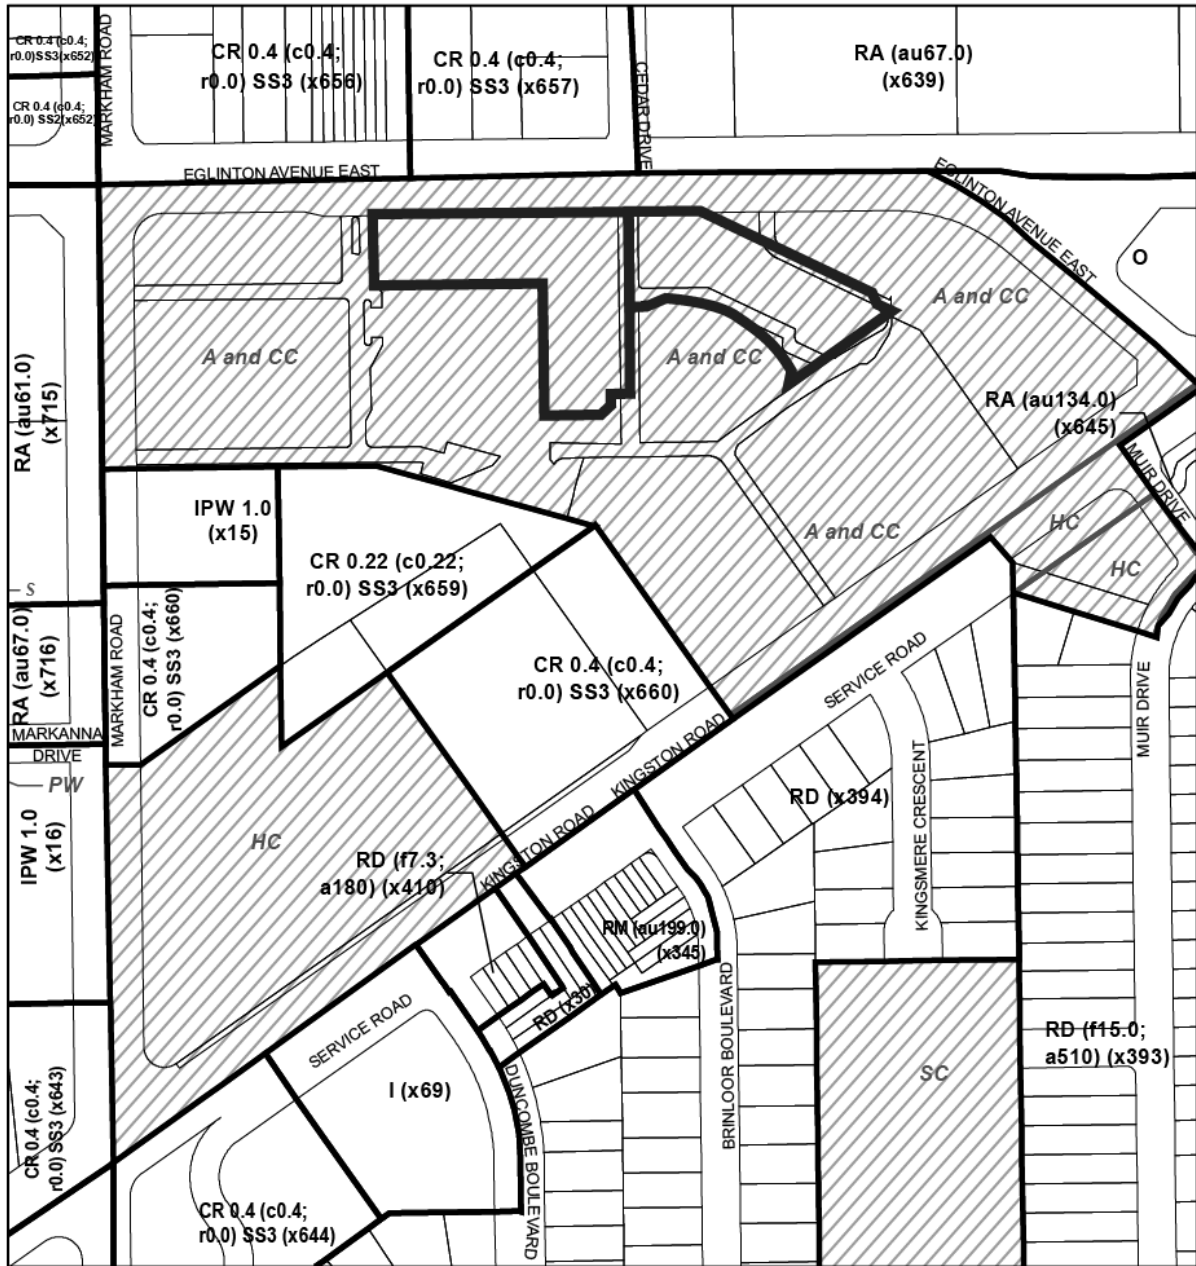 CR 0.4 (c0.4;
r0.0)SS3(x652)
CR 0.4 (c0.4;
r0.0) SS2(x652)
MARKHAM ROAD
CR 0.4 (c0.4;
r0.0) SS3 (x656)
CR 0.4 (c0.4;
r0.0) SS3 (x657)
CEDAR DRIVE
RA (au67.0)
(x639)
EGLINTON AVENUE EAST
EGLINTON AVENUE EAST
O
A and CC
A and CC
A and CC
RA (au61.0)
(x715)
RA (au134.0)
(x645)
MUIR DRIVE
IPW 1.0
(x15)
A and CC
HC
HC
CR 0.22 (c0.22;
r0.0) SS3 (x659)
S
RA (au67.0)
(x716)
MARKHAM ROAD
CR 0.4 (c0.4;
r0.0) SS3 (x660)
CR 0.4 (c0.4;
r0.0) SS3 (x660)
SERVICE ROAD
MUIR DRIVE
MARKANNA
DRIVE
KINGSTON ROAD
PW
RD (x394)
KINGSMERE CRESCENT
IPW 1.0
(x16)
HC
KINGSTON ROAD
RD (f7.3;
a180) (x410)
RM (au199.0)
(x345)
RD (x30)
SERVICE ROAD
BRINLOOR BOULEVARD
RD (f15.0;
a510) (x393)
SC
I (x69)
DUNCOMBE BOULEVARD
CR 0.4 (c0.4;
r0.0) SS3 (x643)
CR 0.4 (c0.4;
r0.0) SS3 (x644)